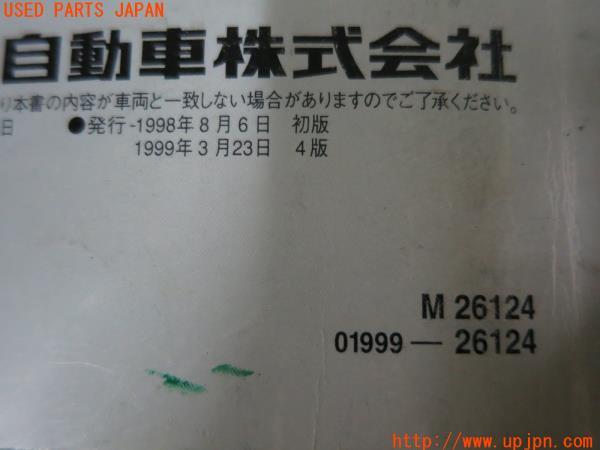 USED PARTS JAPAN
自動車株式会社
り本書の内容が車両と一致しない場合がありますのでご了承ください。
日 ●発行-1998年8月6日 初版
1999年3月23日 4版
M 26124
01999 — 26124
http://www.upjpn.com/